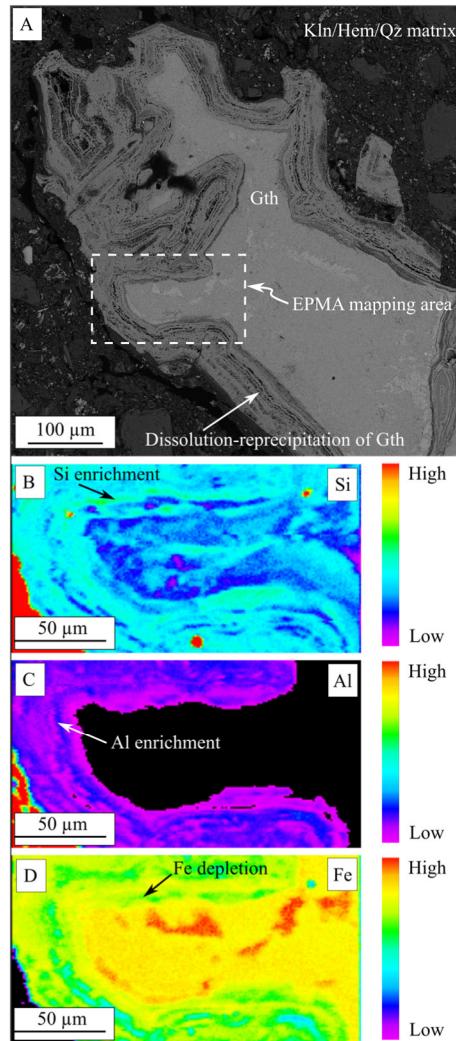 A
Kln/Hem/Qz matrix
Gth
EPMA mapping area
100 µm
Dissolution-reprecipitation of Gth
B
Si enrichment
Si
High
50 µm
Low
C
Al
High
Al enrichment
50 µm
Low
D
Fe depletion
Fe
High
50 µm
Low